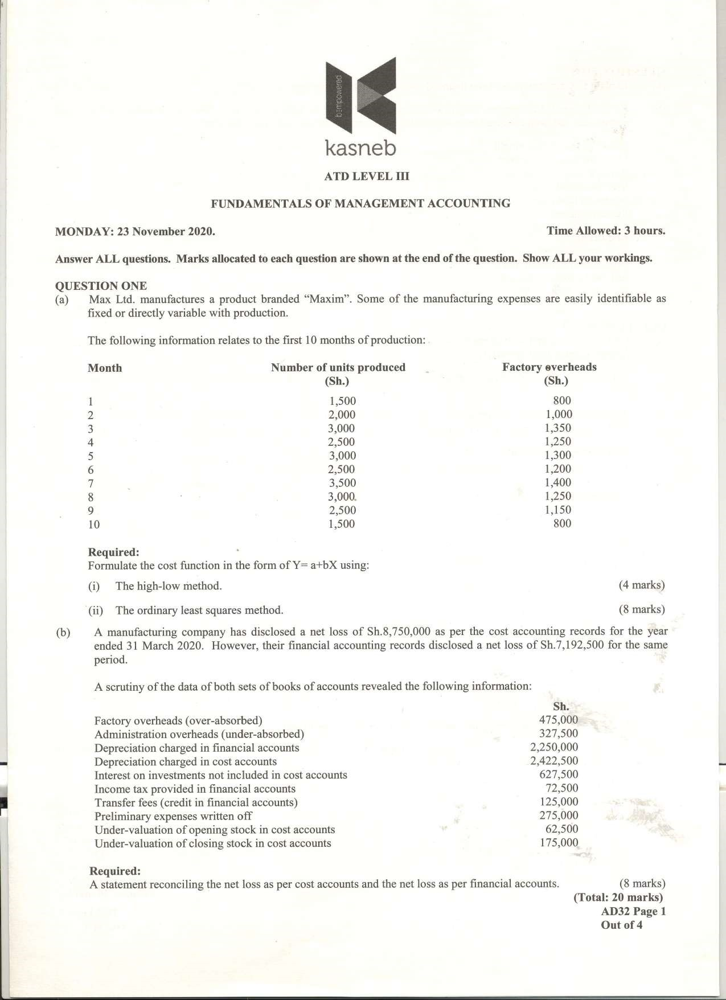 bempowered
kasneb
ATD LEVEL III
FUNDAMENTALS OF MANAGEMENT ACCOUNTING
MONDAY: 23 November 2020. Time Allowed: 3 hours.
Answer ALL questions. Marks allocated to each question are shown at the end of the question. Show ALL your workings.
QUESTION ONE
(a) Max Ltd. manufactures a product branded “Maxim”. Some of the manufacturing expenses are easily identifiable as
fixed or directly variable with production.
The following information relates to the first 10 months of production:
Month Number of units produced Factory overheads
(Sh.) (Sh.)
1 1,500 800
2 2,000 1,000
3 3,000 1,350
4 2,500 1,250
5 3,000 1,300
6 2,500 1,200
7 3,500 1,400
8 3,000 1,250
9 2,500 1,150
10 1,500 800
Required:
Formulate the cost function in the form of Y= a+bX using:
(i) The high-low method. (4 marks)
(ii) The ordinary least squares method. (8 marks)
(b) A manufacturing company has disclosed a net loss of Sh.8,750,000 as per the cost accounting records for the year
ended 31 March 2020. However, their financial accounting records disclosed a net loss of Sh.7,192,500 for the same
period.
A scrutiny of the data of both sets of books of accounts revealed the following information:
Sh.
Factory overheads (over-absorbed) 475,000
Administration overheads (under-absorbed) 327,500
Depreciation charged in financial accounts 2,250,000
Depreciation charged in cost accounts 2,422,500
Interest on investments not included in cost accounts 627,500
Income tax provided in financial accounts 72,500
Transfer fees (credit in financial accounts) 125,000
Preliminary expenses written off 275,000
Under-valuation of opening stock in cost accounts 62,500
Under-valuation of closing stock in cost accounts 175,000
Required:
A statement reconciling the net loss as per cost accounts and the net loss as per financial accounts. (8 marks)
(Total: 20 marks)
AD32 Page 1
Out of 4